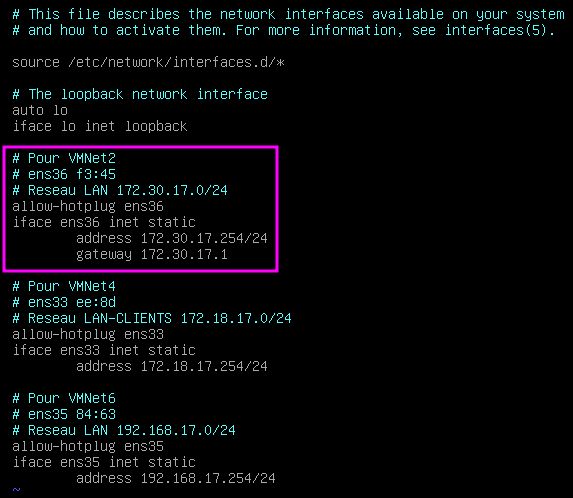 # This file describes the network interfaces available on your system
# and how to activate them. For more information, see interfaces(5).
source /etc/network/interfaces.d/*
# The loopback network interface
auto lo
iface lo inet loopback
# Pour VMNet2
# ens36 f3:45
# Reseau LAN 172.30.17.0/24
allow-hotplug ens36
iface ens36 inet static
address 172.30.17.254/24
gateway 172.30.17.1
# Pour VMNet4
# ens33 ee:8d
# Reseau LAN-CLIENTS 172.18.17.0/24
allow-hotplug ens33
iface ens33 inet static
address 172.18.17.254/24
# Pour VMNet6
# ens35 84:63
# Reseau LAN 192.168.17.0/24
allow-hotplug ens35
iface ens35 inet static
address 192.168.17.254/24
~